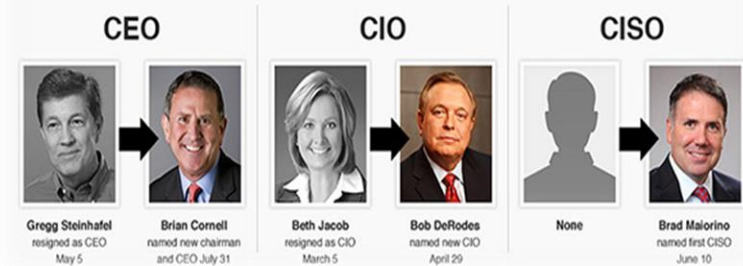 CEO
CIO
CISO
Gregg Steinhafel
resigned as CEO
May 5
Brian Cornell
named new chairman
and CEO July 31
Beth Jacob
resigned as CIO
March 5
Bob DeRodes
named new CIO
April 29
None
Brad Maiorino
named first CISO
June 10